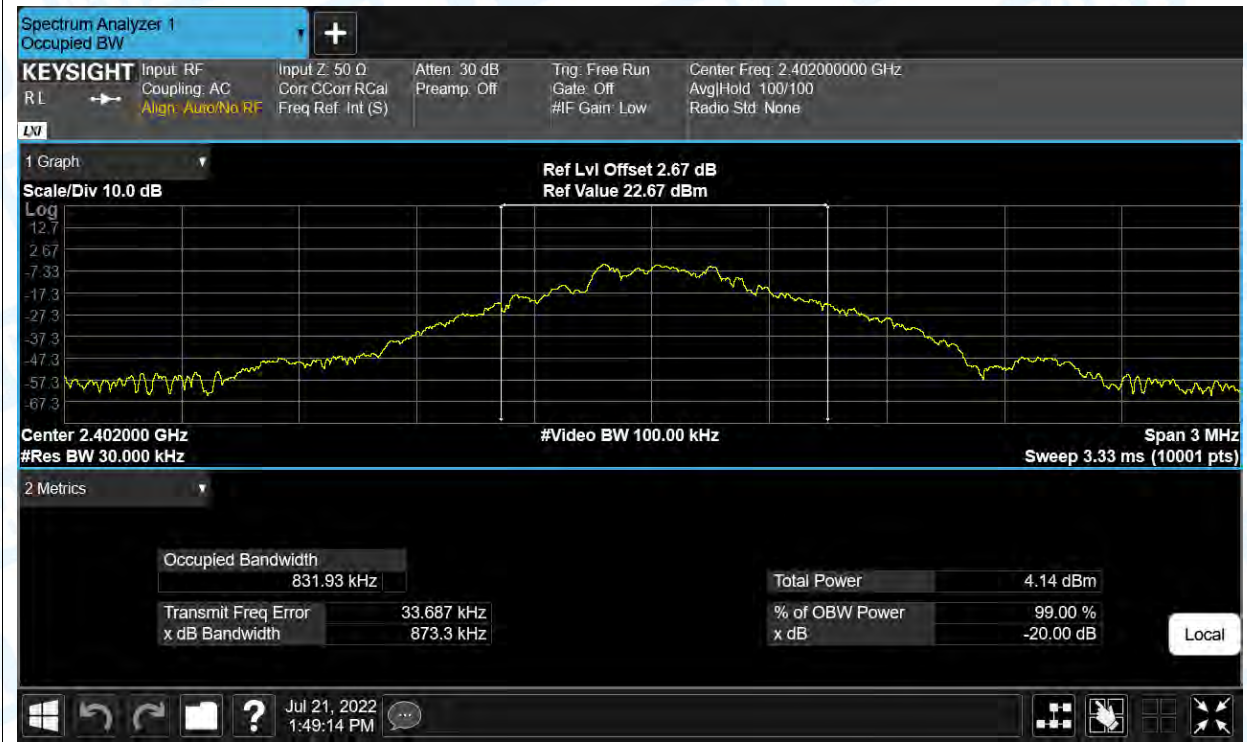 Spectrum Analyzer 1
Occupied BW
KEYSIGHT
R L
LXI
Input: RF
Coupling: AC
Align: Auto/No RF
Input Z: 50 Ω
Corr CCorr RCal
Freq Ref: Int (S)
Atten: 30 dB
Preamp: Off
Trig: Free Run
Gate: Off
#IF Gain: Low
Center Freq: 2.402000000 GHz
Avg|Hold: 100/100
Radio Std: None
1 Graph
Scale/Div 10.0 dB
Ref Lvl Offset 2.67 dB
Ref Value 22.67 dBm
Log
12.7
2.67
-7.33
-17.3
-27.3
-37.3
-47.3
-57.3
-67.3
Center 2.402000 GHz
#Video BW 100.00 kHz
Span 3 MHz
#Res BW 30.000 kHz
Sweep 3.33 ms (10001 pts)
2 Metrics
Occupied Bandwidth
831.93 kHz
Transmit Freq Error 33.687 kHz
x dB Bandwidth 873.3 kHz
Total Power 4.14 dBm
% of OBW Power 99.00 %
x dB -20.00 dB
Local
?
Jul 21, 2022
1:49:14 PM